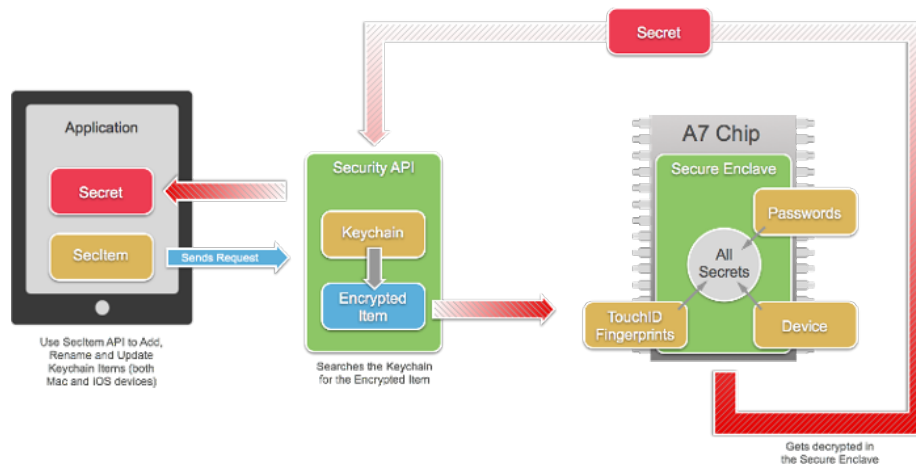 Secret
Application
Secret
SecItem
Sends Request
Use SecItem API to Add,
Rename and Update
Keychain Items (both
Mac and iOS devices)
Security API
Keychain
Encrypted
Item
Searches the Keychain
for the Encrypted Item
A7 Chip
Secure Enclave
Passwords
All
Secrets
TouchID
Fingerprints
Device
Gets decrypted in
the Secure Enclave